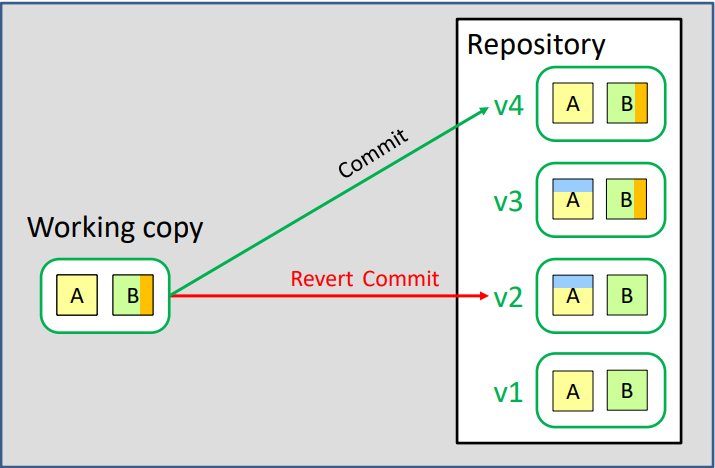 Repository
v4
A B
Commit
v3
A B
Working copy
A B
Revert Commit
v2
A B
v1
A B